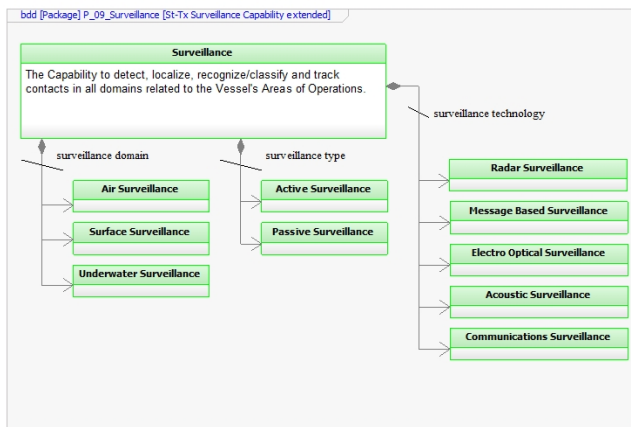 bdd [Package] P_09_Surveillance [St-Tx Surveillance Capability extended]
Surveillance
The Capability to detect, localize, recognize/classify and track
contacts in all domains related to the Vessel's Areas of Operations.
surveillance technology
surveillance domain
surveillance type
Air Surveillance
Surface Surveillance
Underwater Surveillance
Active Surveillance
Passive Surveillance
Radar Surveillance
Message Based Surveillance
Electro Optical Surveillance
Acoustic Surveillance
Communications Surveillance